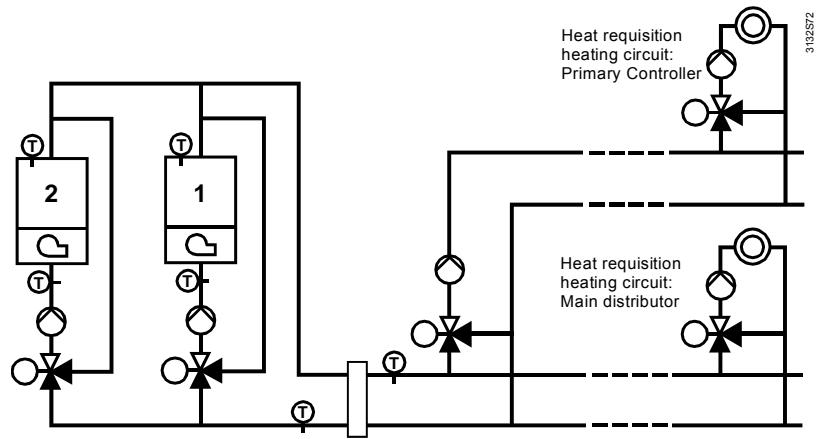 Heat requisition
heating circuit:
Primary Controller
3132S72
T
T
2
1
T
T
Heat requisition
heating circuit:
Main distributor
T
T